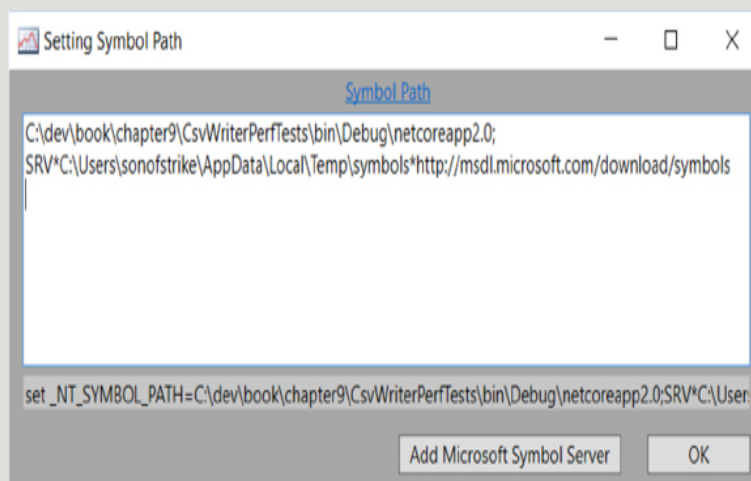 Setting Symbol Path
Symbol Path
C:\dev\book\chapter9\CsvWriterPerfTests\bin\Debug\netcoreapp2.0;
SRV*C:\Users\sonofstrike\AppData\Local\Temp\symbols*http://msdl.microsoft.com/download/symbols
set _NT_SYMBOL_PATH=C:\dev\book\chapter9\CsvWriterPerfTests\bin\Debug\netcoreapp2.0;SRV*C:\User
Add Microsoft Symbol Server
OK